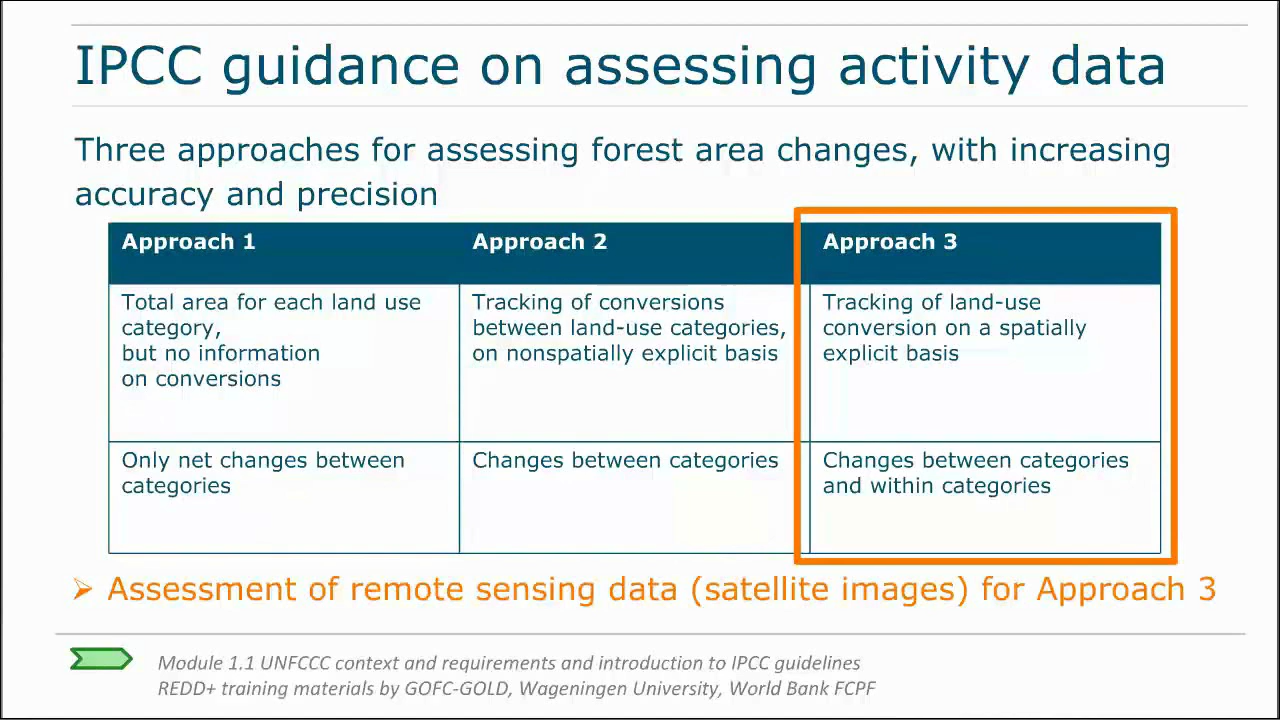 IPCC guidance on assessing activity data
Three approaches for assessing forest area changes, with increasing
accuracy and precision
Approach 1
Approach 2
Approach 3
Total area for each land use
category,
but no information
on conversions
Tracking of conversions
between land-use categories,
on nonspatially explicit basis
Tracking of land-use
conversion on a spatially
explicit basis
Only net changes between
categories
Changes between categories
Changes between categories
and within categories
Assessment of remote sensing data (satellite images) for Approach 3
Module 1.1 UNFCCC context and requirements and introduction to IPCC guidelines
REDD+ training materials by GOFC-GOLD, Wageningen University, World Bank FCPF